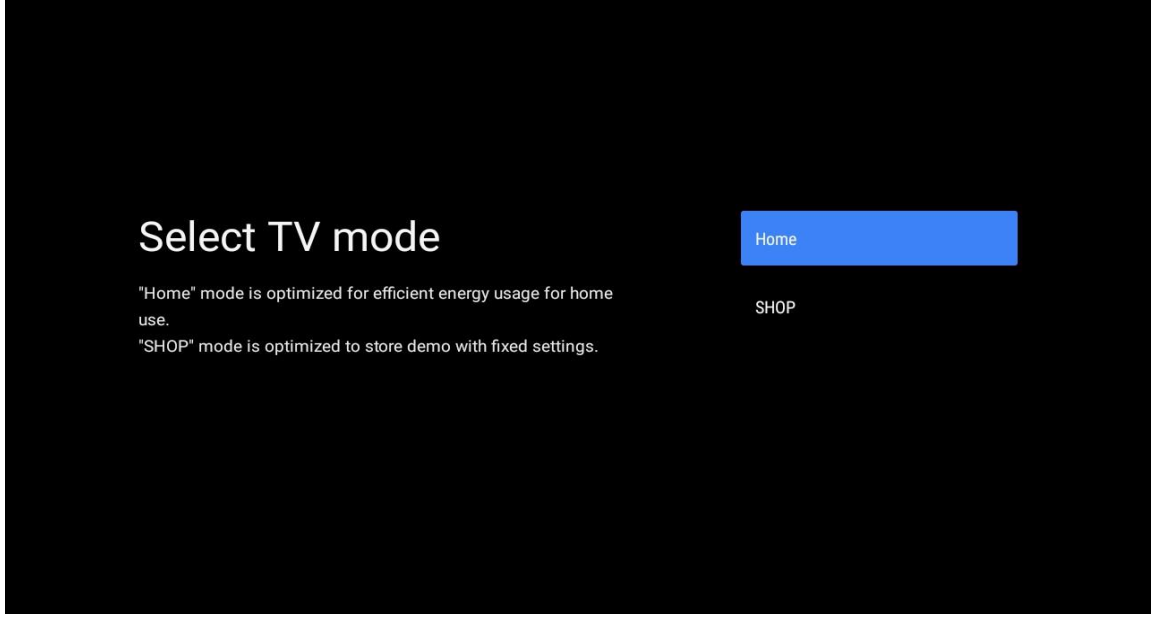 Select TV mode
"Home" mode is optimized for efficient energy usage for home
use.
"SHOP" mode is optimized to store demo with fixed settings.
Home
SHOP